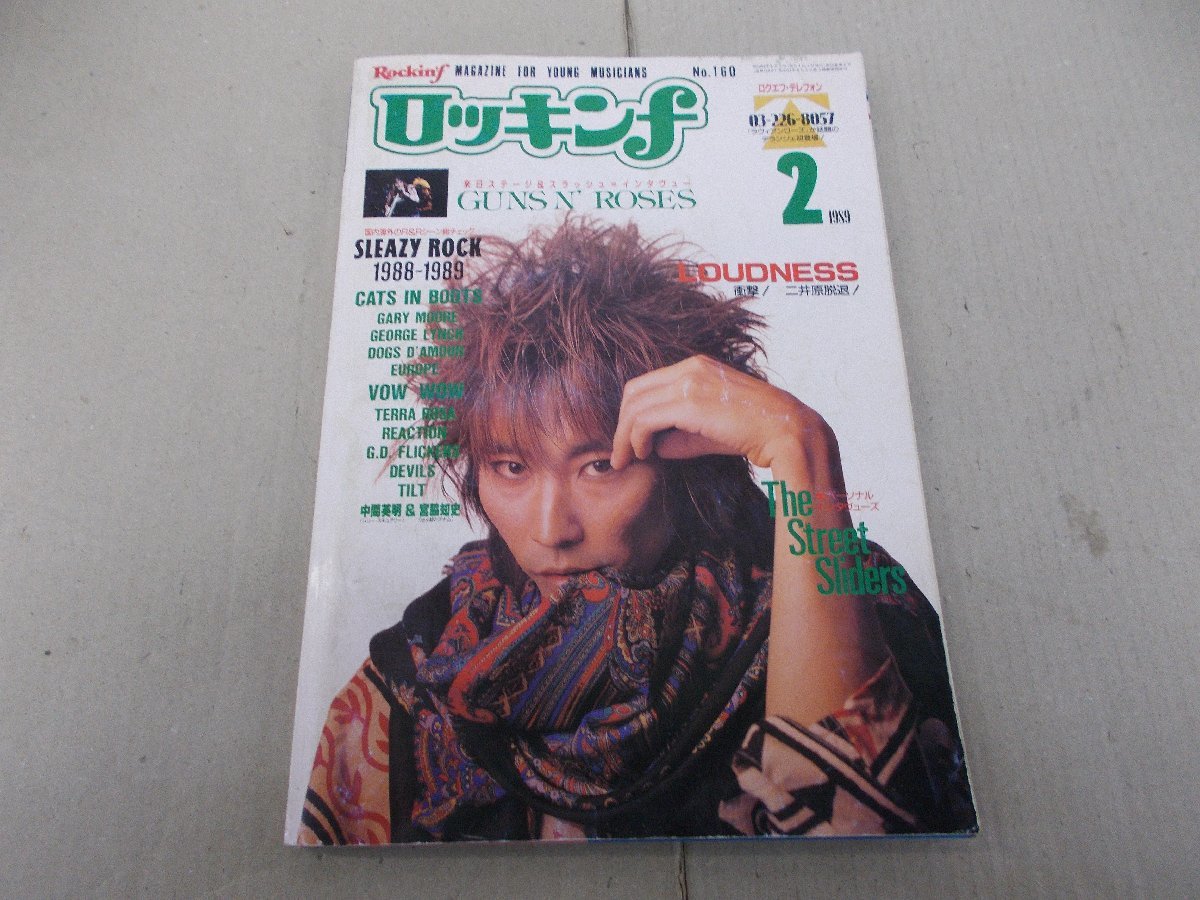 Rockin'f MAGAZINE FOR YOUNG MUSICIANS No.160
ロッキンf
ロクエフ・テレフォン
03-226-8057
2 1989
来日ステージ&スラッシュ・インタヴュー
GUNS N' ROSES
SLEAZY ROCK
1988-1989
LOUDNESS
衝撃! 二井原脱退!
CATS IN BOOTS
GARY MOORE
GEORGE LYNCH
DOGS D'AMOUR
EUROPE
VOW WOW
TERRA ROSA
REACTION
G.D. FLICKERS
DEVILS
TILT
中間英明 & 宮脇知史
The
Street
Sliders